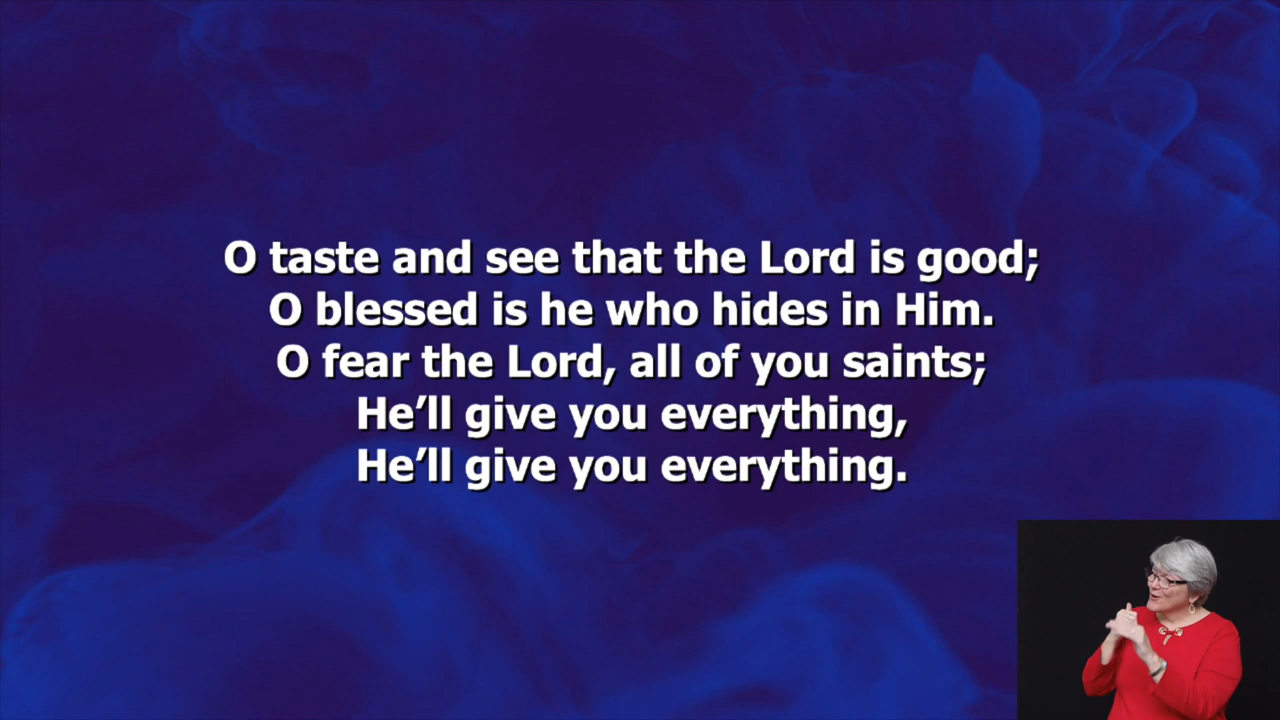 O taste and see that the Lord is good;
O blessed is he who hides in Him.
O fear the Lord, all of you saints;
He’ll give you everything,
He’ll give you everything.